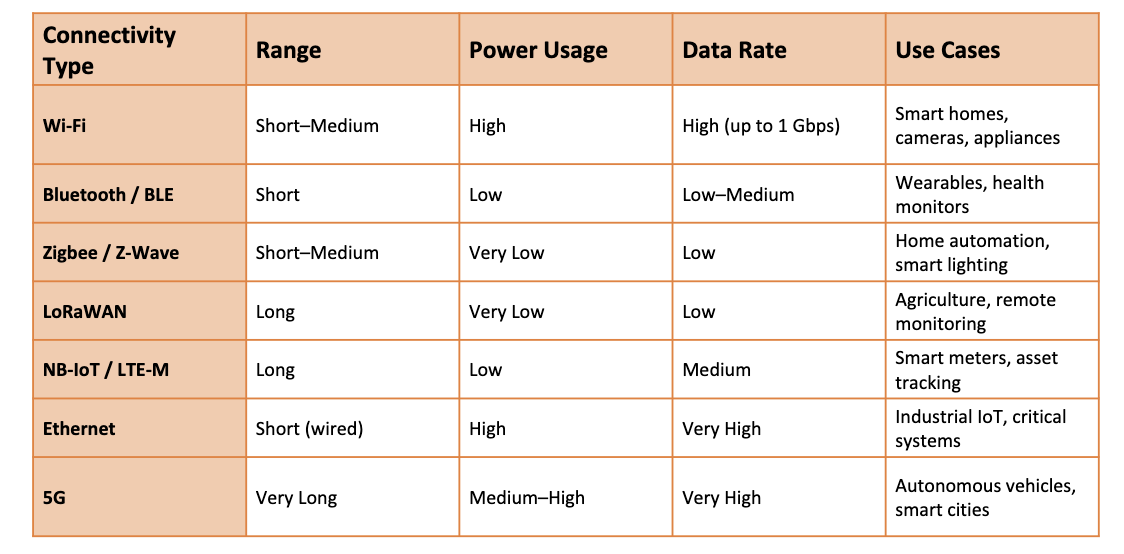 Connectivity
Type
Range
Power Usage
Data Rate
Use Cases
Wi-Fi
Short–Medium
High
High (up to 1 Gbps)
Smart homes,
cameras, appliances
Bluetooth / BLE
Short
Low
Low–Medium
Wearables, health
monitors
Zigbee / Z-Wave
Short–Medium
Very Low
Low
Home automation,
smart lighting
LoRaWAN
Long
Very Low
Low
Agriculture, remote
monitoring
NB-IoT / LTE-M
Long
Low
Medium
Smart meters, asset
tracking
Ethernet
Short (wired)
High
Very High
Industrial IoT, critical
systems
5G
Very Long
Medium–High
Very High
Autonomous vehicles,
smart cities